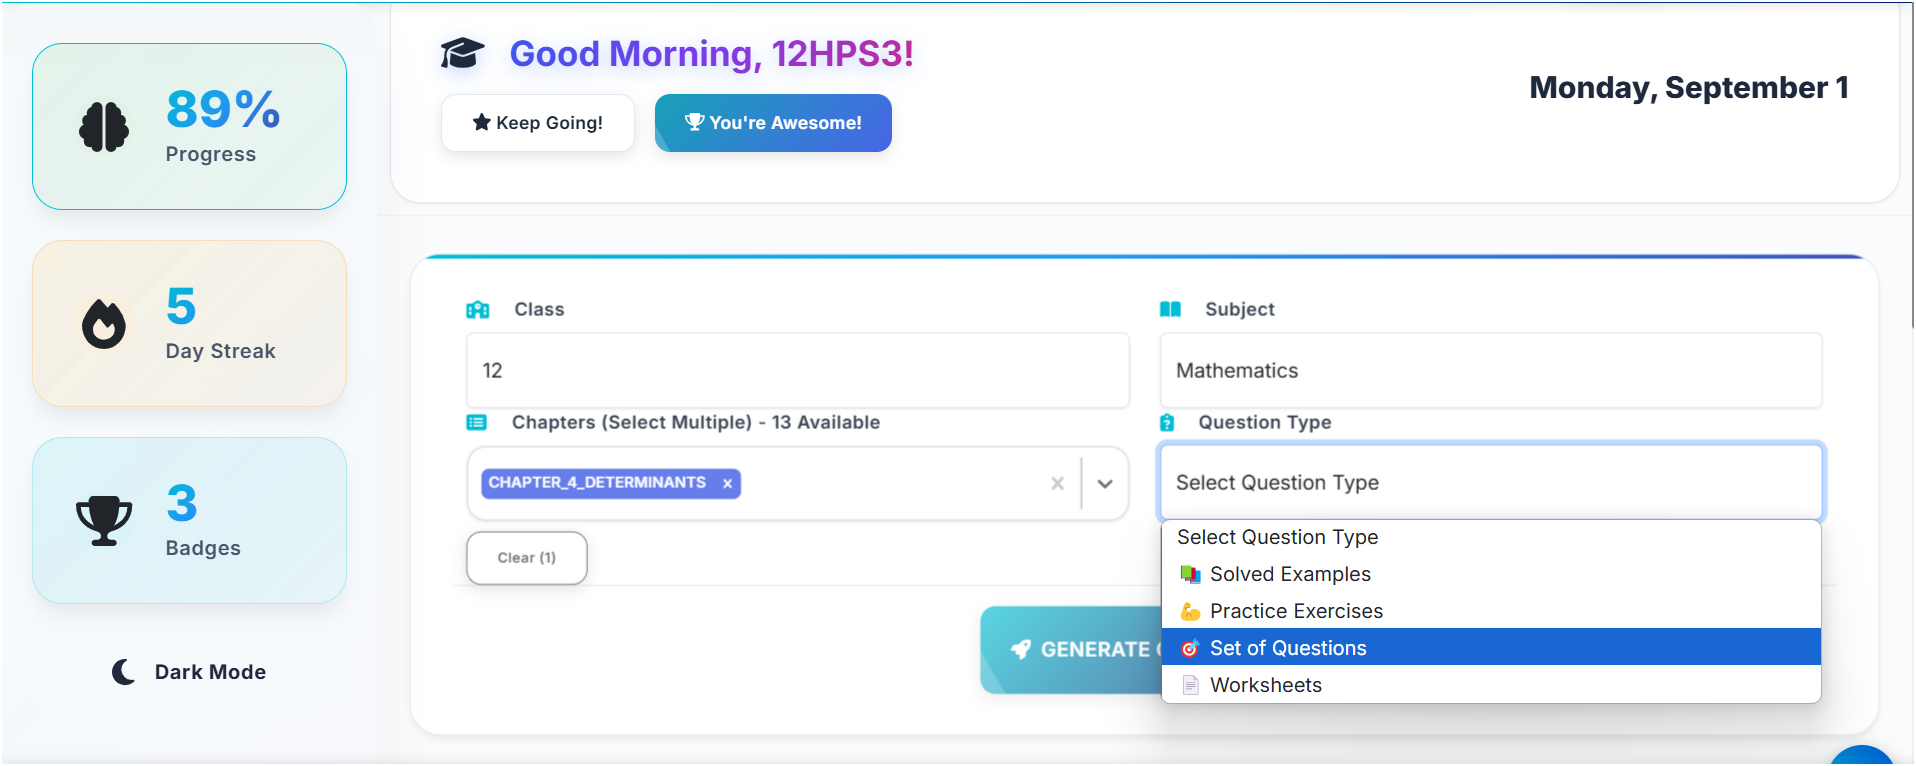 89%
Progress
5
Day Streak
3
Badges
Dark Mode
Good Morning, 12HPS3!
Keep Going!
You're Awesome!
Monday, September 1
Class
12
Subject
Mathematics
Chapters (Select Multiple) - 13 Available
CHAPTER_4_DETERMINANTS ×
Clear (1)
Question Type
Select Question Type
Select Question Type
Solved Examples
Practice Exercises
Set of Questions
Worksheets
GENERATE